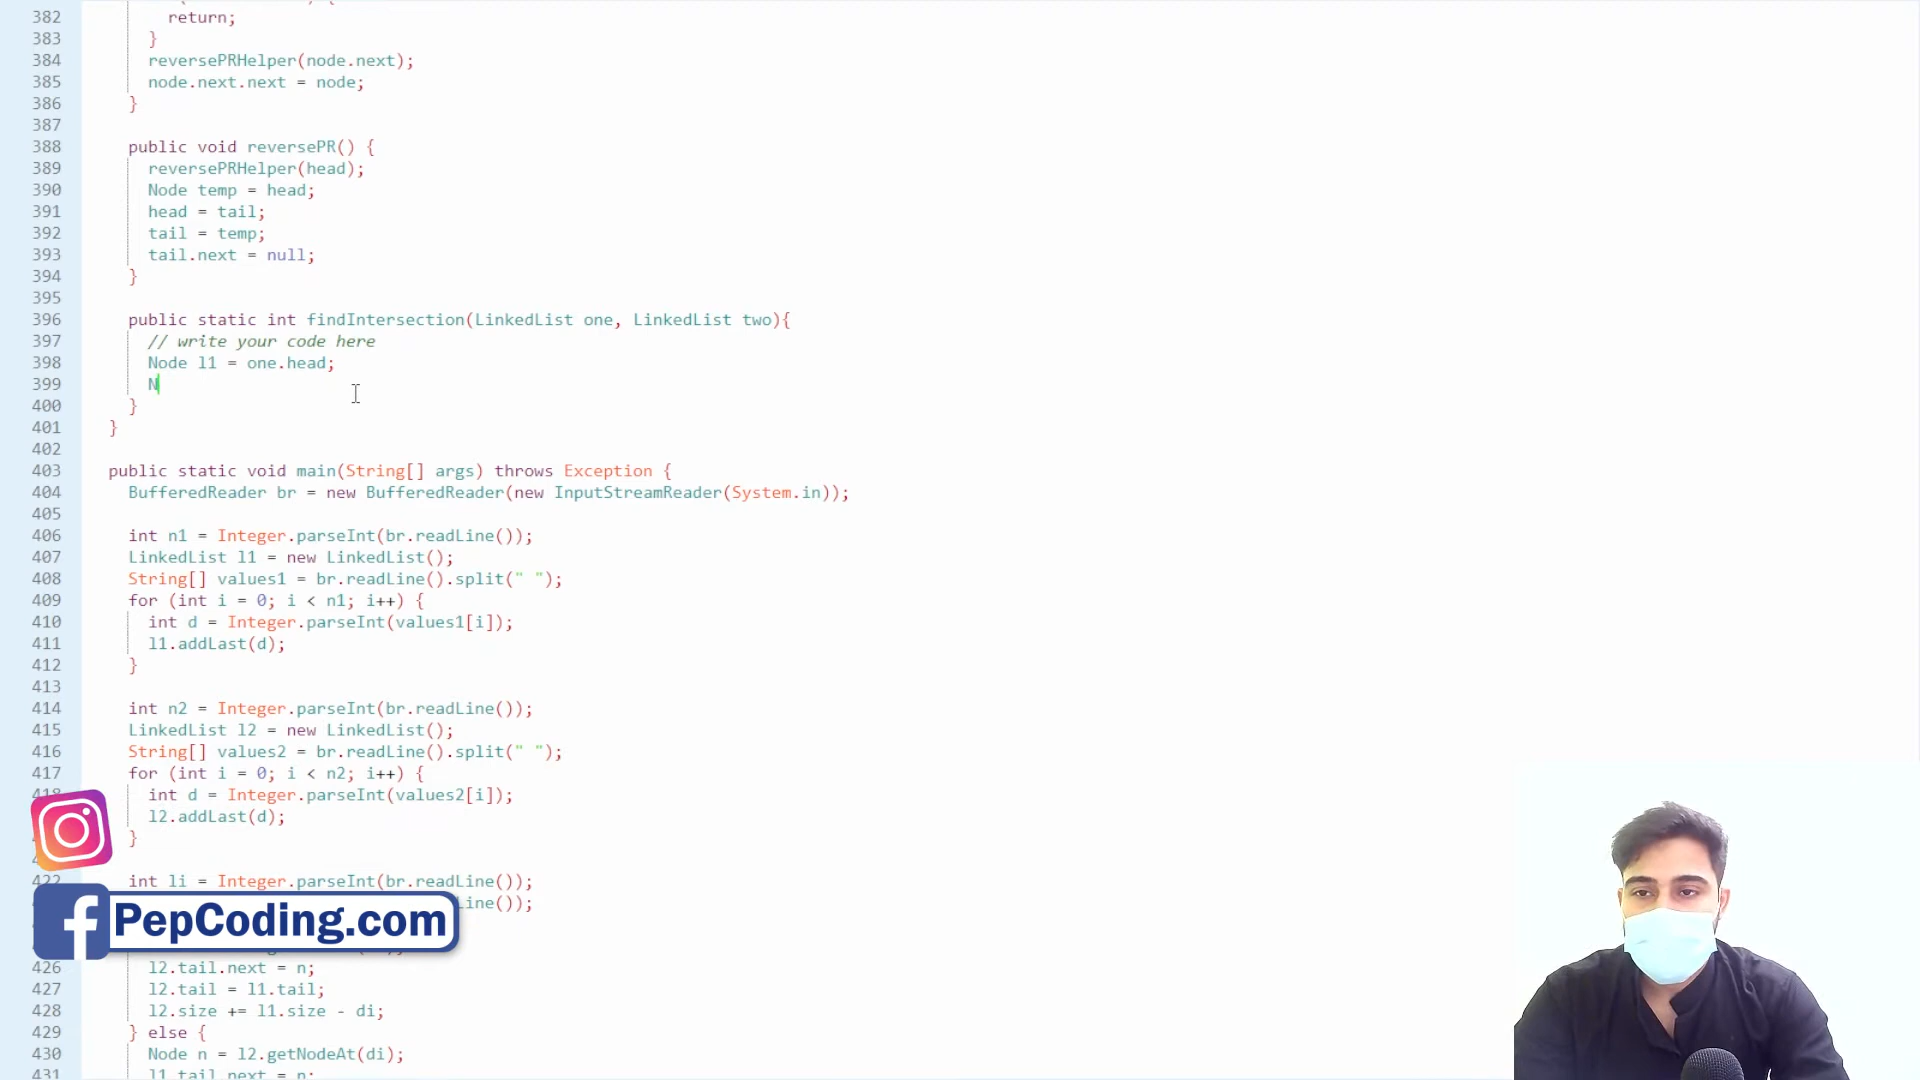 382 return;
383 }
384 reversePRHelper(node.next);
385 node.next.next = node;
386 }
387
388 public void reversePR() {
389 reversePRHelper(head);
390 Node temp = head;
391 head = tail;
392 tail = temp;
393 tail.next = null;
394 }
395
396 public static int findIntersection(LinkedList one, LinkedList two){
397 // write your code here
398 Node l1 = one.head;
399 N
400 }
401 }
402
403 public static void main(String[] args) throws Exception {
404 BufferedReader br = new BufferedReader(new InputStreamReader(System.in));
405
406 int n1 = Integer.parseInt(br.readLine());
407 LinkedList l1 = new LinkedList();
408 String[] values1 = br.readLine().split(" ");
409 for (int i = 0; i < n1; i++) {
410 int d = Integer.parseInt(values1[i]);
411 l1.addLast(d);
412 }
413
414 int n2 = Integer.parseInt(br.readLine());
415 LinkedList l2 = new LinkedList();
416 String[] values2 = br.readLine().split(" ");
417 for (int i = 0; i < n2; i++) {
418 int d = Integer.parseInt(values2[i]);
l2.addLast(d);
}
422 int li = Integer.parseInt(br.readLine());
PepCoding.com
426 l2.tail.next = n;
427 l2.tail = l1.tail;
428 l2.size += l1.size - di;
429 } else {
430 Node n = l2.getNodeAt(di);
431 l1.tail.next = n;